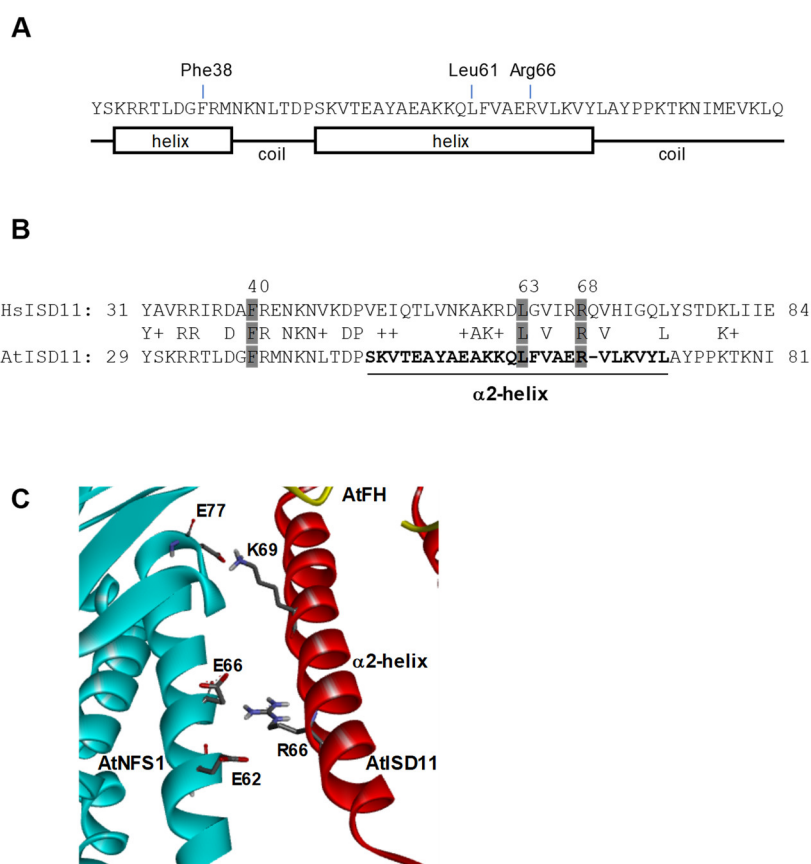 A
Phe38 Leu61 Arg66
YSKRRTLDGFRMNKNLTDPSKVTEAYAEAKKQLFVAERVLKVYLAYPPKTKNIMEVKLQ
helix coil helix coil
B
40 63 68
HsISD11: 31 YAVRRIRDAFRENKNVKDPVEIQTLVNKAKRDLGVIRRQVHIGQLYSTDKLIIE 84
Y+ RR D FR NKN+ DP ++ +AK+ L V R V L K+
AtISD11: 29 YSKRRTLDGFRMNKNLTDPSKVTEAYAEAKKQLFVAER-VLKVYLAYPPKTKNI 81
α2-helix
C
AtFH
E77
K69
α2-helix
E66
R66
AtNFS1
AtISD11
E62